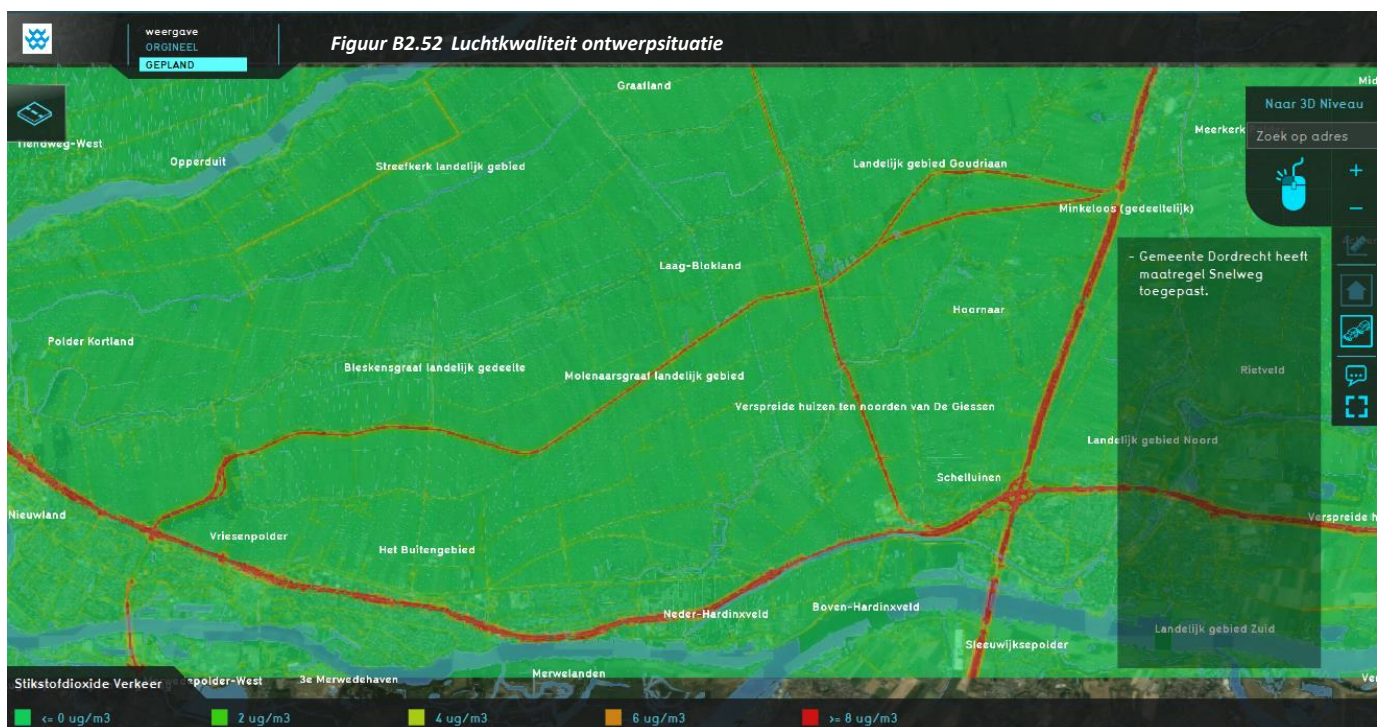 weergave
ORGINEEL
GEPLAND
Figuur B2.52 Luchtkwaliteit ontwerpsituatie
Graafland
Naar 3D Niveau
Zoek op adres
Meerkerk
Tiendweg-West
Opperduit
Streefkerk landelijk gebied
Landelijk gebied Goudriaan
Minkeloos (gedeeltelijk)
- Gemeente Dordrecht heeft
maatregel Snelweg
toegepast.
Laag-Blokland
Hoornaar
Polder Kortland
Bleskensgraaf landelijk gedeelte
Molenaarsgraaf landelijk gebied
Rietveld
Verspreide huizen ten noorden van De Giessen
Landelijk gebied Noord
Schelluinen
Nieuwland
Verspreide h
Vriesenpolder
Het Buitengebied
Neder-Hardinxveld
Boven-Hardinxveld
Landelijk gebied Zuid
Sleeuwijksepolder
Merwelanden
3e Merwedehaven
Stikstofdioxide Verkeer
<= 0 ug/m3
2 ug/m3
4 ug/m3
6 ug/m3
>= 8 ug/m3